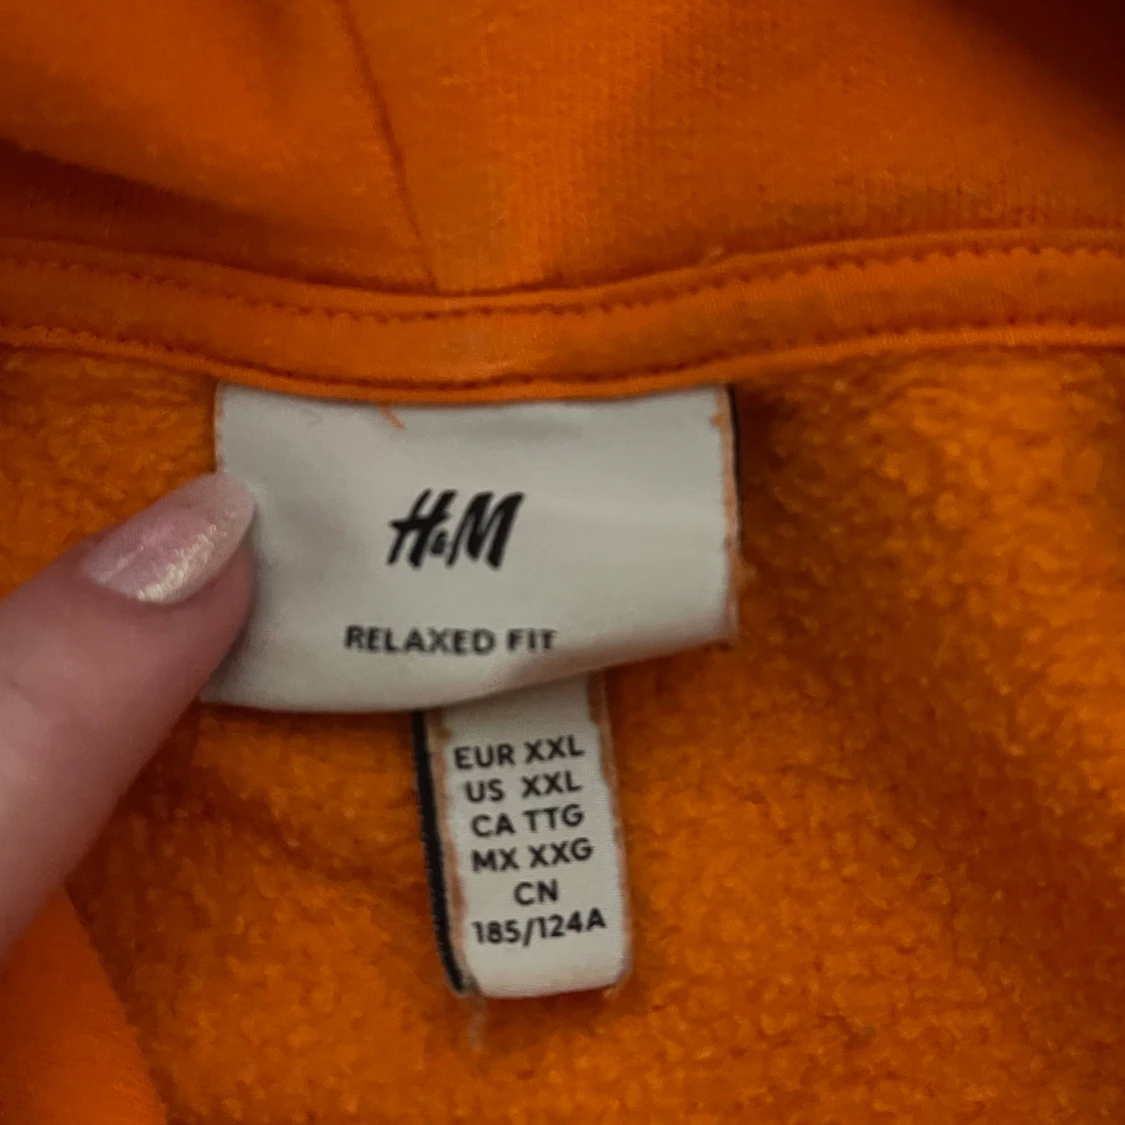 H&M
RELAXED FIT
EUR XXL
US XXL
CA TTG
MX XXG
CN
185/124A